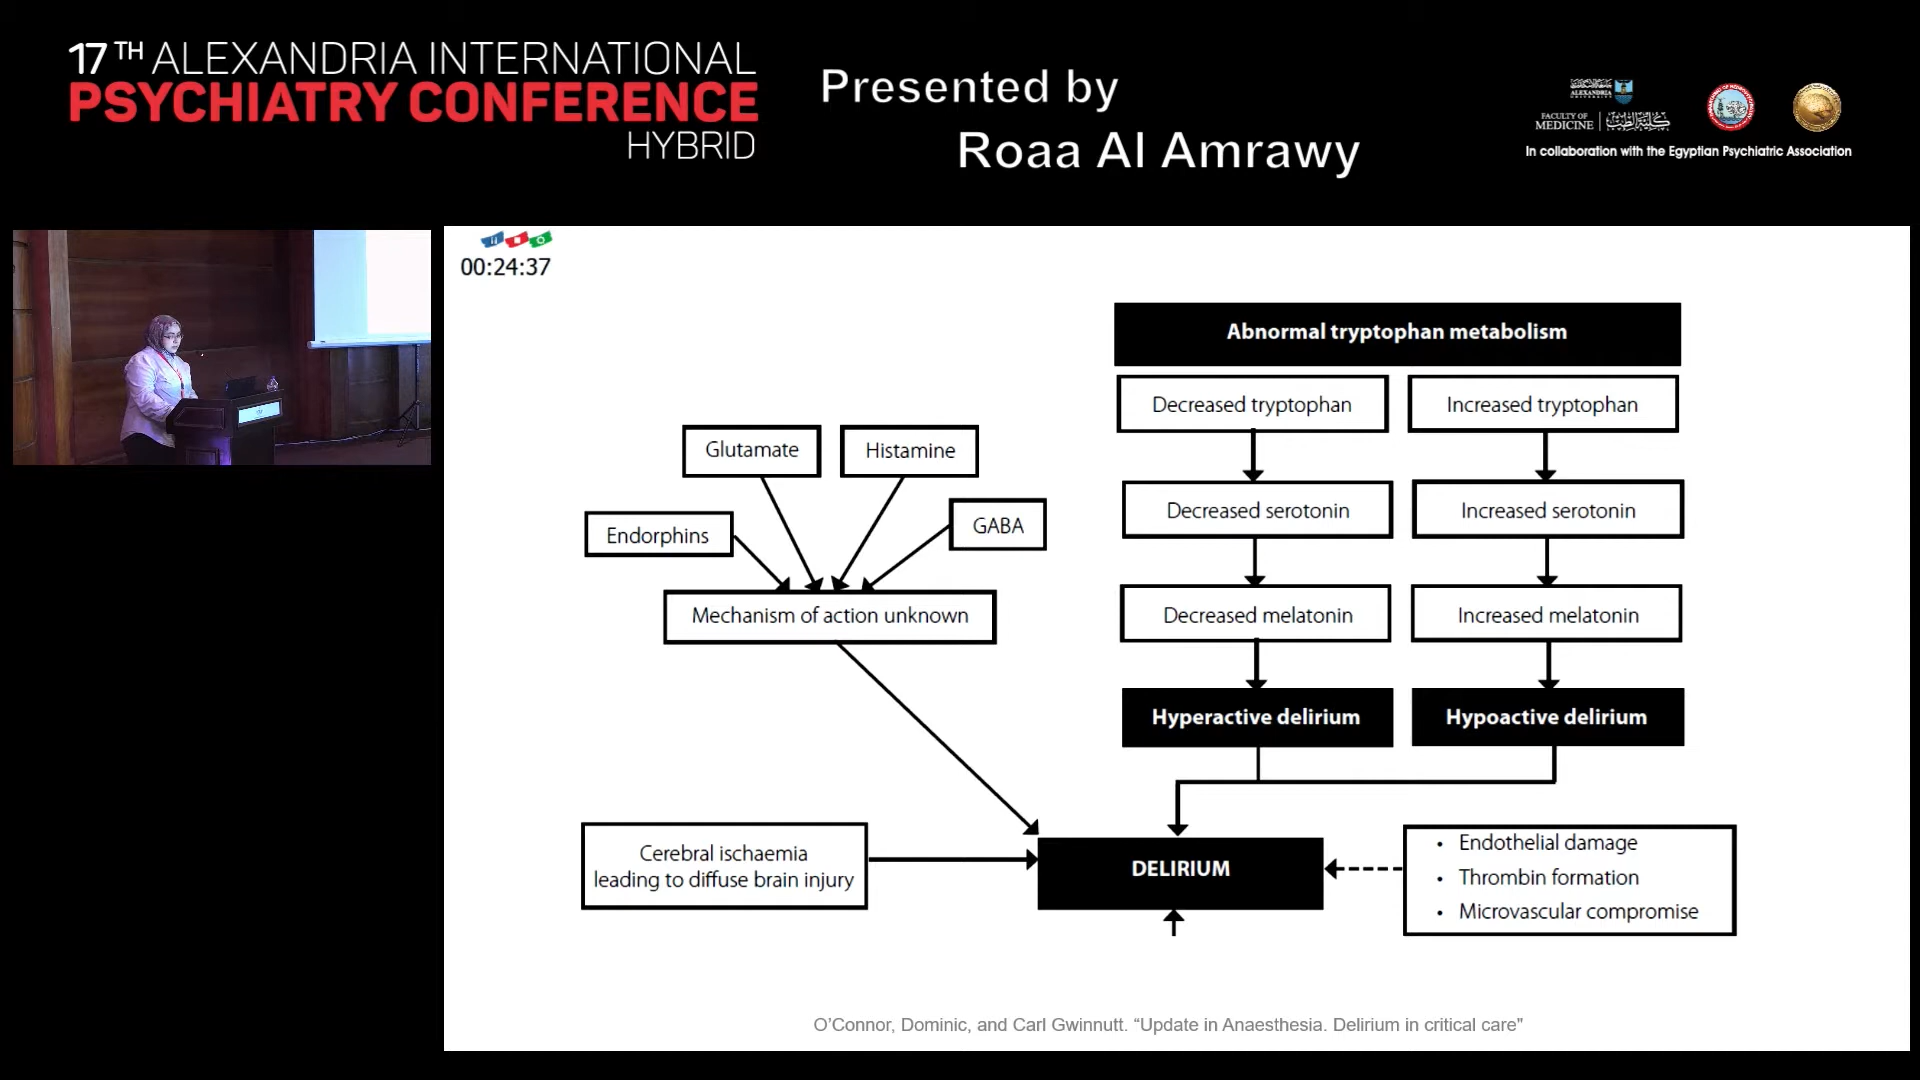 17TH ALEXANDRIA INTERNATIONAL
PSYCHIATRY CONFERENCE
HYBRID
Presented by
Roaa Al Amrawy
ALEXANDRIA
FACULTY OF
MEDICINE
كلية الطب
In collaboration with the Egyptian Psychiatric Association
00:24:37
Abnormal tryptophan metabolism
Decreased tryptophan
Increased tryptophan
Glutamate
Histamine
Decreased serotonin
Increased serotonin
Endorphins
GABA
Mechanism of action unknown
Decreased melatonin
Increased melatonin
Hyperactive delirium
Hypoactive delirium
Cerebral ischaemia
leading to diffuse brain injury
DELIRIUM
• Endothelial damage
• Thrombin formation
• Microvascular compromise
O’Connor, Dominic, and Carl Gwinnutt. “Update in Anaesthesia. Delirium in critical care"